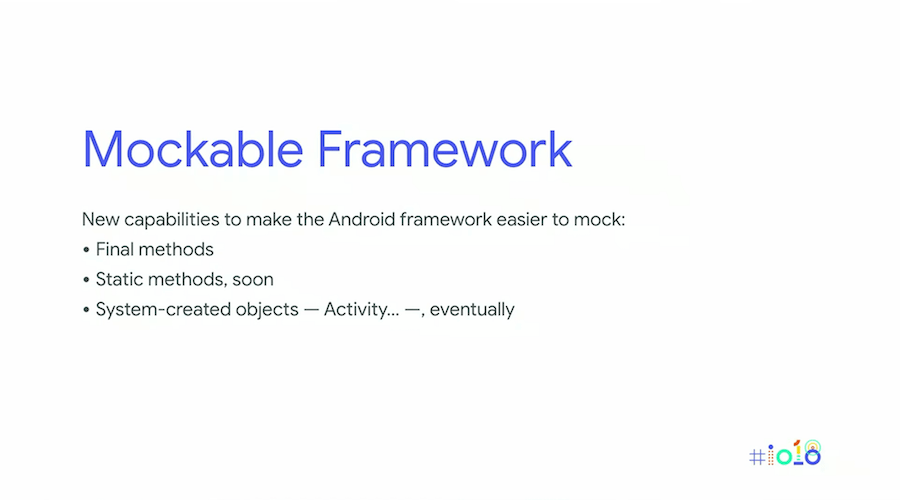 Mockable Framework
New capabilities to make the Android framework easier to mock:
• Final methods
• Static methods, soon
• System-created objects — Activity... —, eventually
#io18